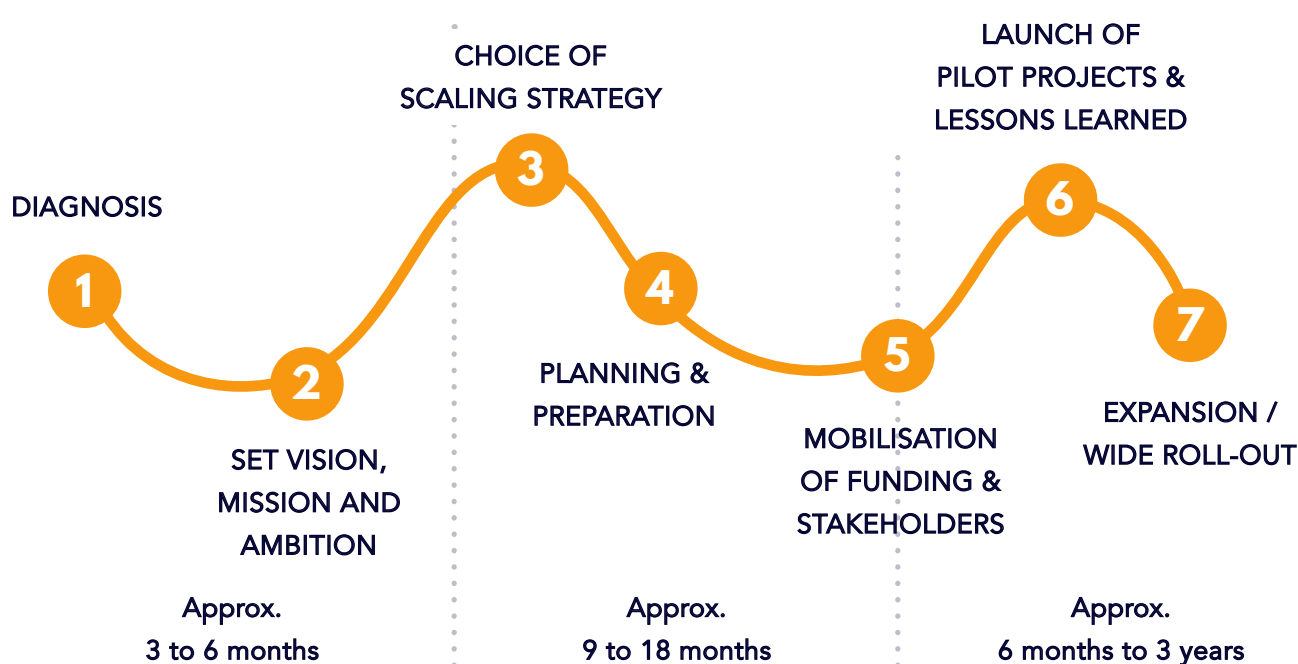 DIAGNOSIS
1
2
SET VISION,
MISSION AND
AMBITION
CHOICE OF
SCALING STRATEGY
3
4
PLANNING &
PREPARATION
5
MOBILISATION
OF FUNDING &
STAKEHOLDERS
LAUNCH OF
PILOT PROJECTS &
LESSONS LEARNED
6
7
EXPANSION /
WIDE ROLL-OUT
Approx.
3 to 6 months
Approx.
9 to 18 months
Approx.
6 months to 3 years